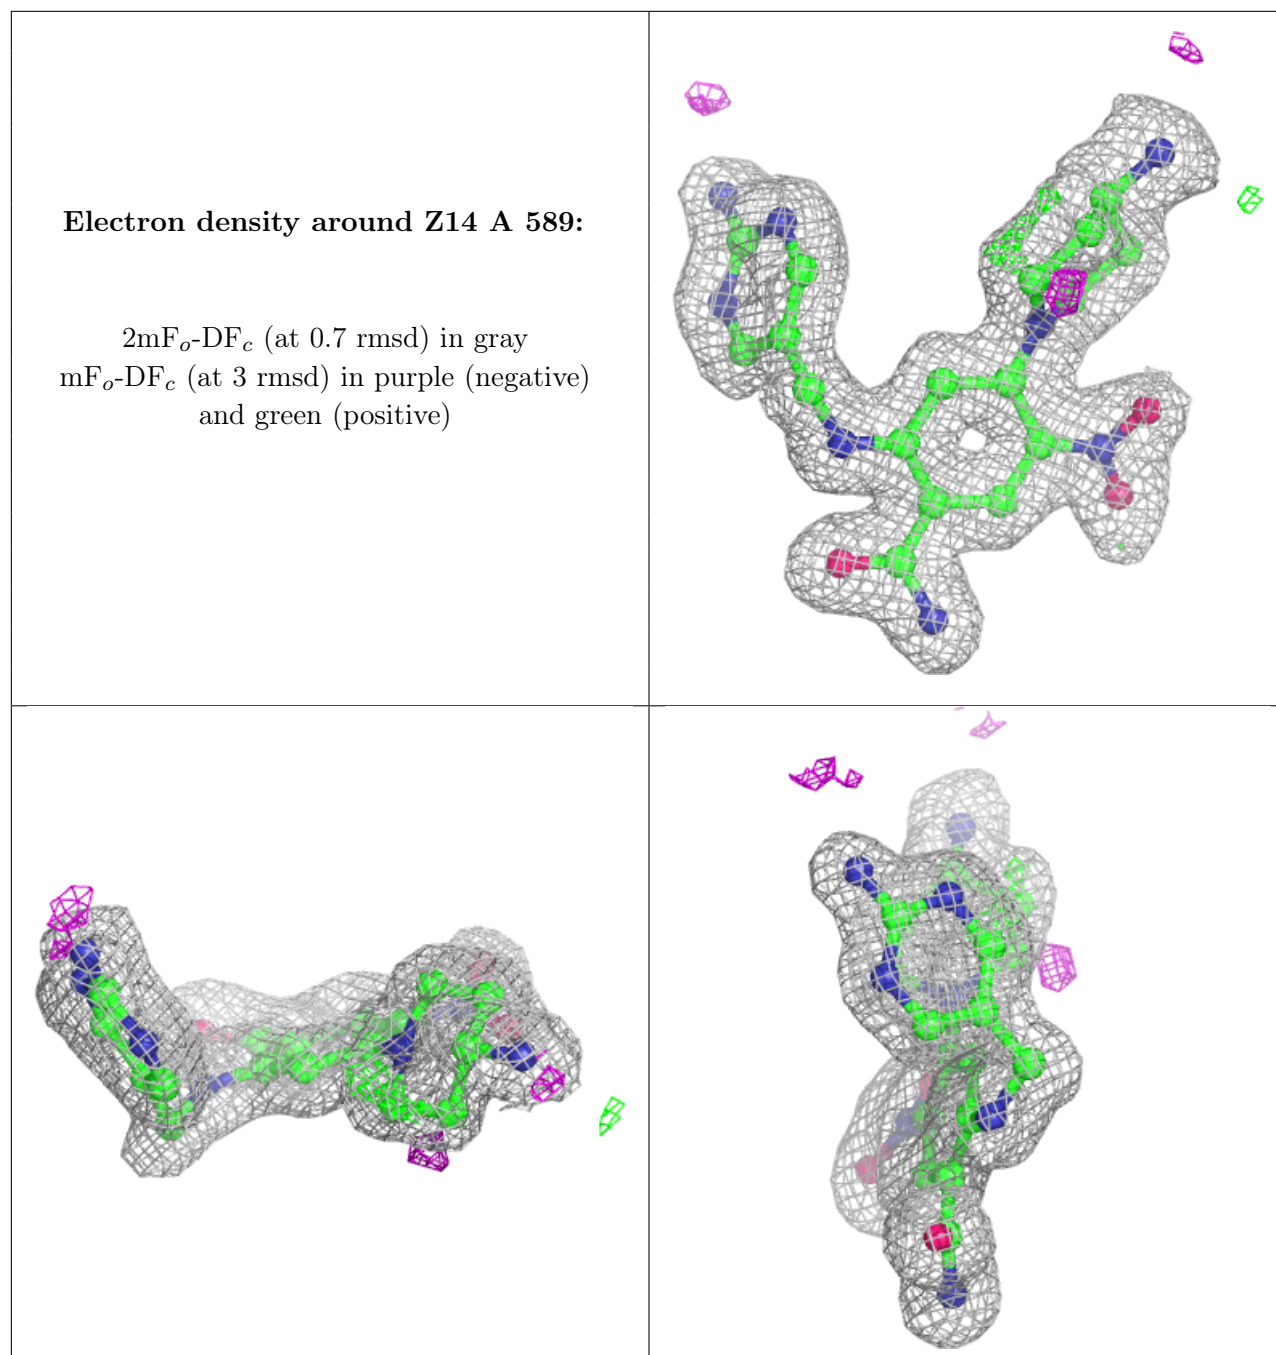 Electron density around Z14 A 589:
2mFo-DFc (at 0.7 rmsd) in gray
mFo-DFc (at 3 rmsd) in purple (negative)
and green (positive)